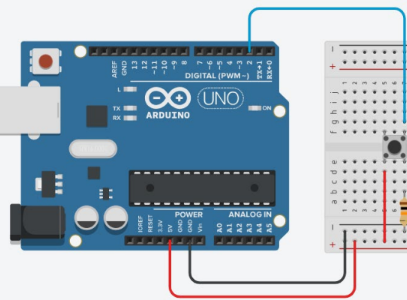 AREF
GND
13
12
~11
~10
~9
8
7
~6
~5
4
~3
2
TX→1
RX←0
DIGITAL (PWM~)
L
TX
RX
UNO
ON
ARDUINO
POWER
ANALOG IN
IOREF
RESET
3.3V
5V
GND
GND
Vin
A0
A1
A2
A3
A4
A5
j
i
h
g
f
e
d
c
b
a